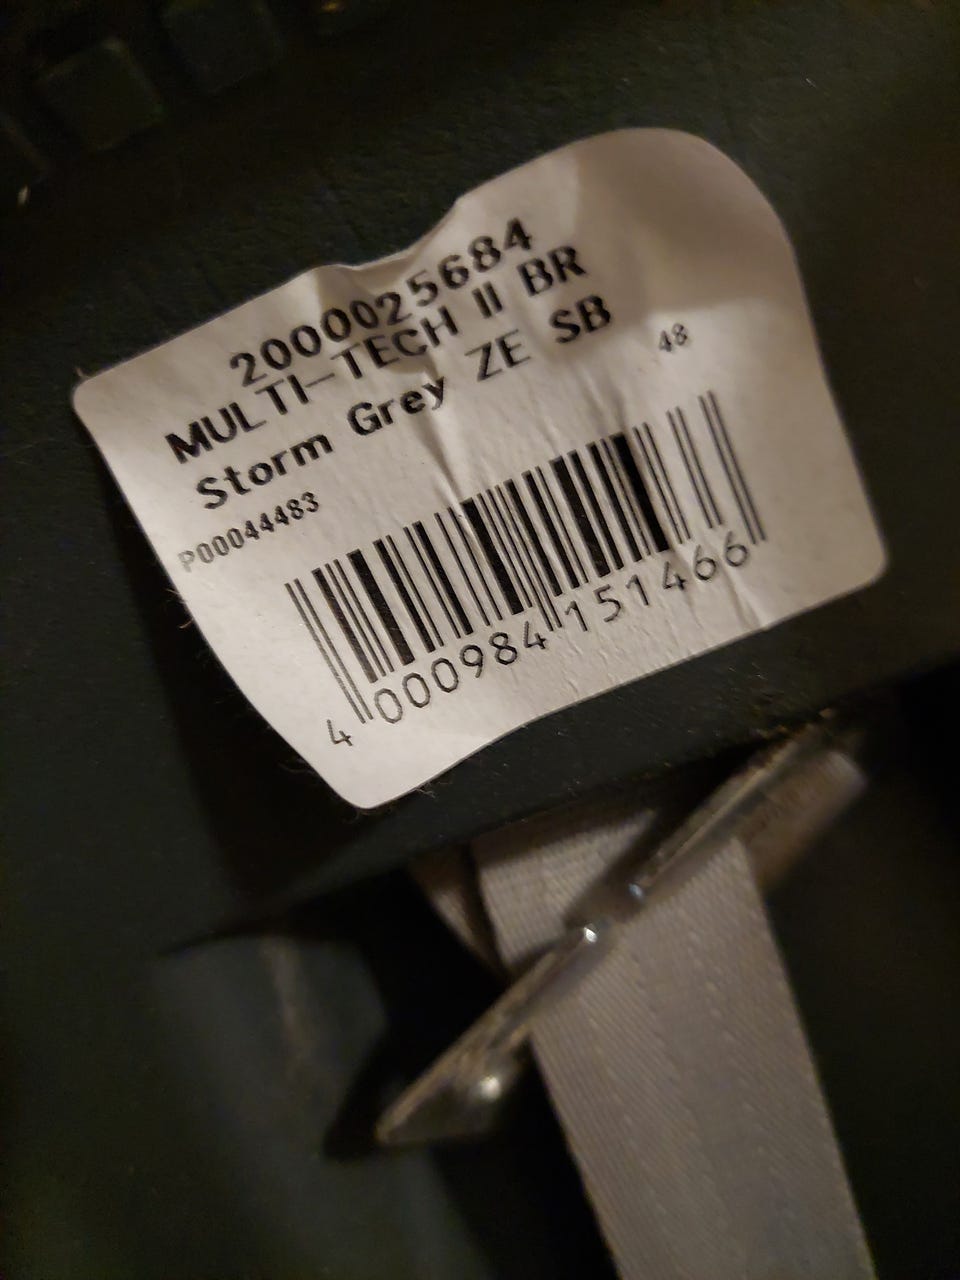 2000025684
MULTI-TECH II BR
Storm Grey ZE SB
P00044483
48
4 000984 151466